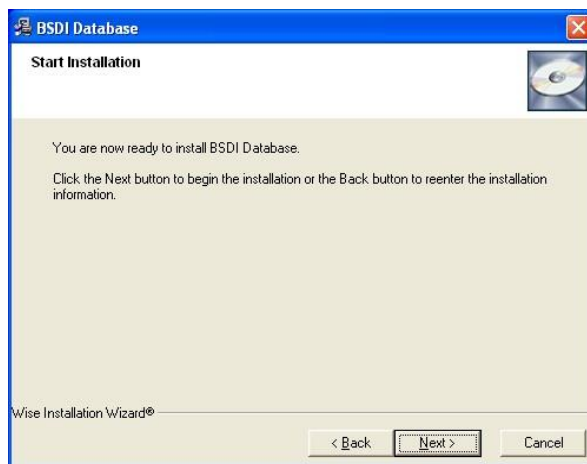 BSDI Database
Start Installation
You are now ready to install BSDI Database.
Click the Next button to begin the installation or the Back button to reenter the installation
information.
Wise Installation Wizard®
< Back
Next >
Cancel